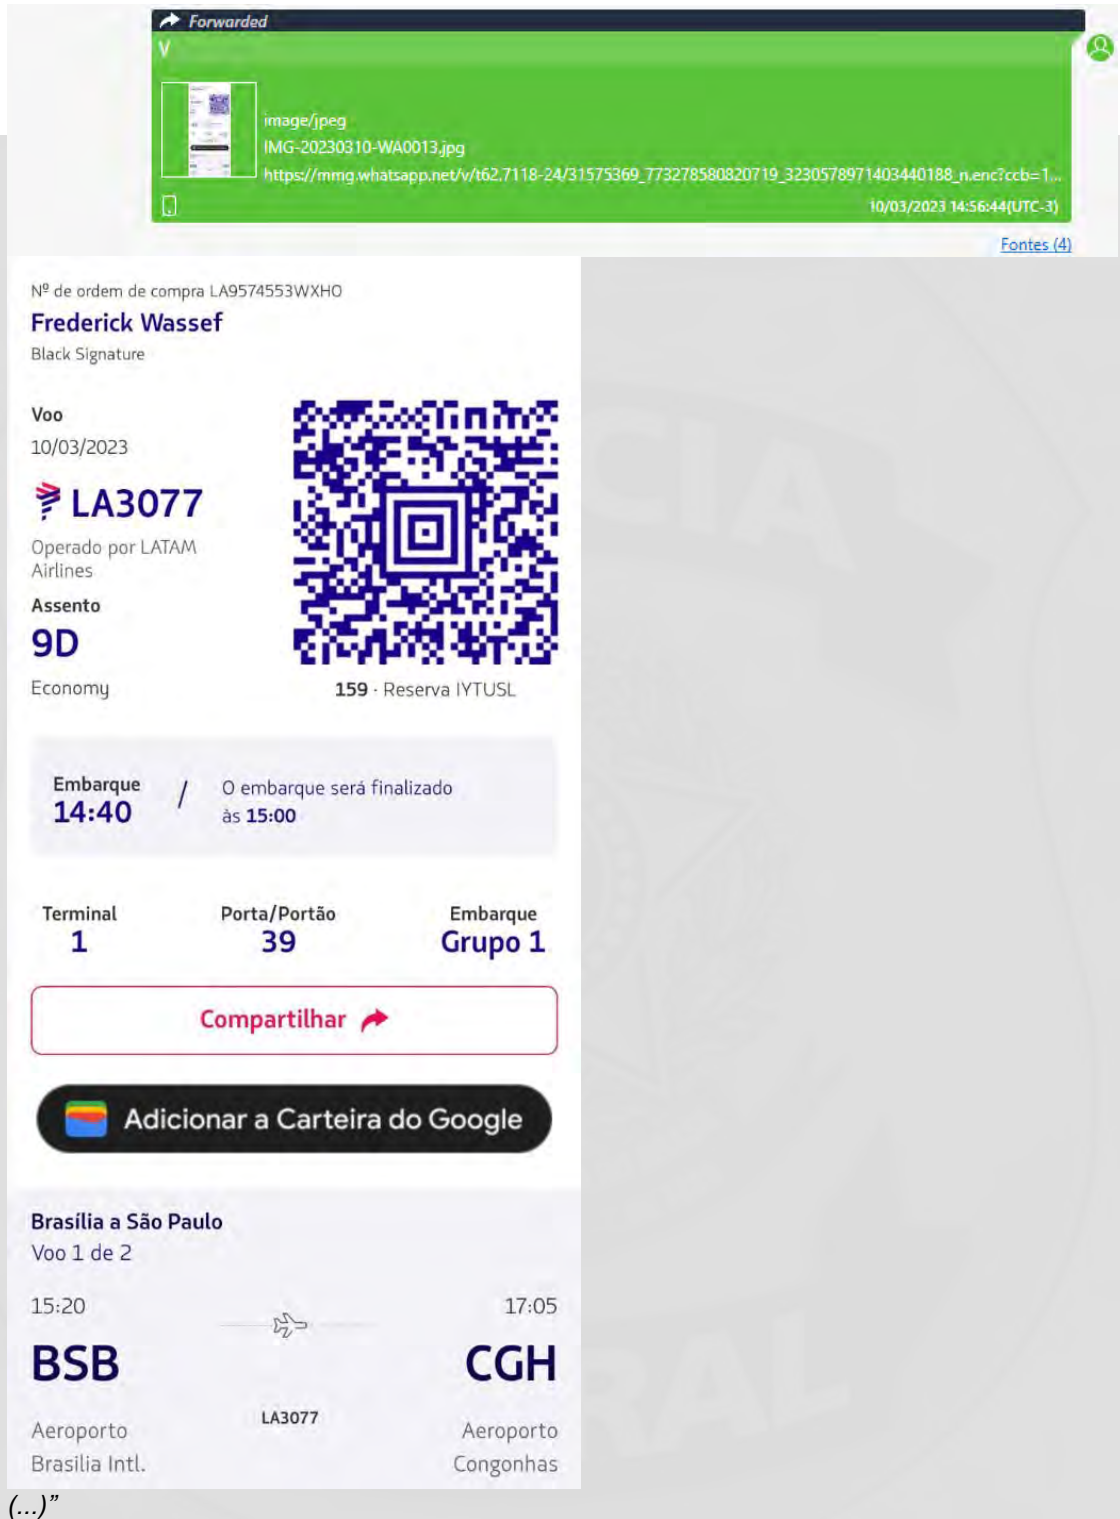 Forwarded
V
image/jpeg
IMG-20230310-WA0013.jpg
https://mmg.whatsapp.net/v/t62.7118-24/31575369_773278580820719_3230578971403440188_n.enc?ccb=1...
10/03/2023 14:56:44(UTC-3)
Fontes (4)
Nº de ordem de compra LA9574553WXHO
Frederick Wassef
Black Signature
Voo
10/03/2023
LA3077
Operado por LATAM
Airlines
Assento
9D
Economy
159 · Reserva IYTUSL
Embarque / O embarque será finalizado
14:40 às 15:00
Terminal Porta/Portão Embarque
1 39 Grupo 1
Compartilhar
Adicionar a Carteira do Google
Brasília a São Paulo
Voo 1 de 2
15:20 17:05
BSB CGH
LA3077
Aeroporto Aeroporto
Brasilia Intl. Congonhas
(...)”